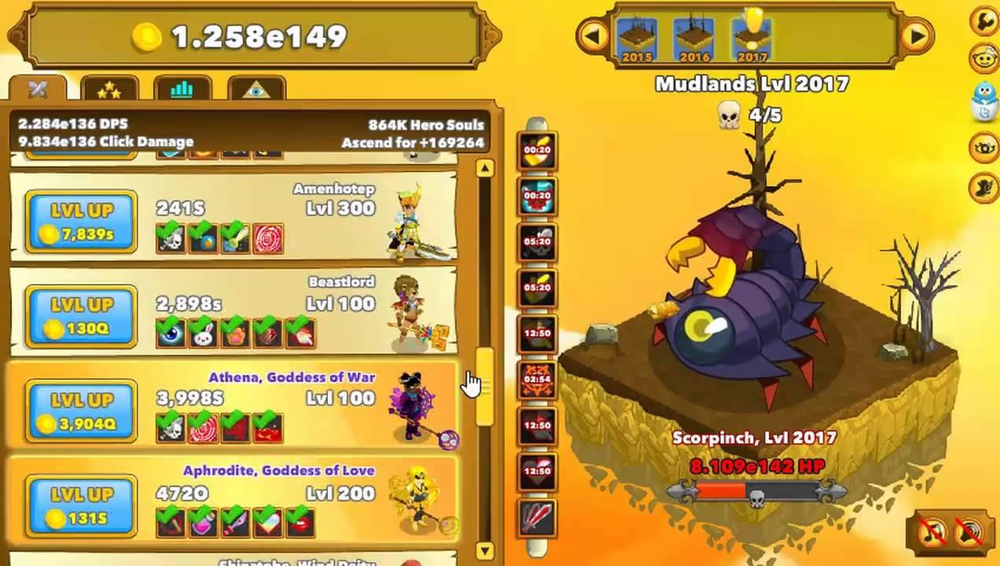 1.258e149
2.284e136 DPS
864K Hero Souls
9.834e136 Click Damage
Ascend for +169264
Amenhotep
LVL UP
241S
Lvl 300
7,839s
Beastlord
LVL UP
2,898s
Lvl 100
130Q
Athena, Goddess of War
LVL UP
3,998S
Lvl 100
3,904Q
Aphrodite, Goddess of Love
LVL UP
472O
Lvl 200
131S
2015
2016
2017
Mudlands Lvl 2017
4/5
00:20
00:20
05:20
05:20
12:50
02:54
12:50
12:50
Scorpinch, Lvl 2017
8.109e142 HP